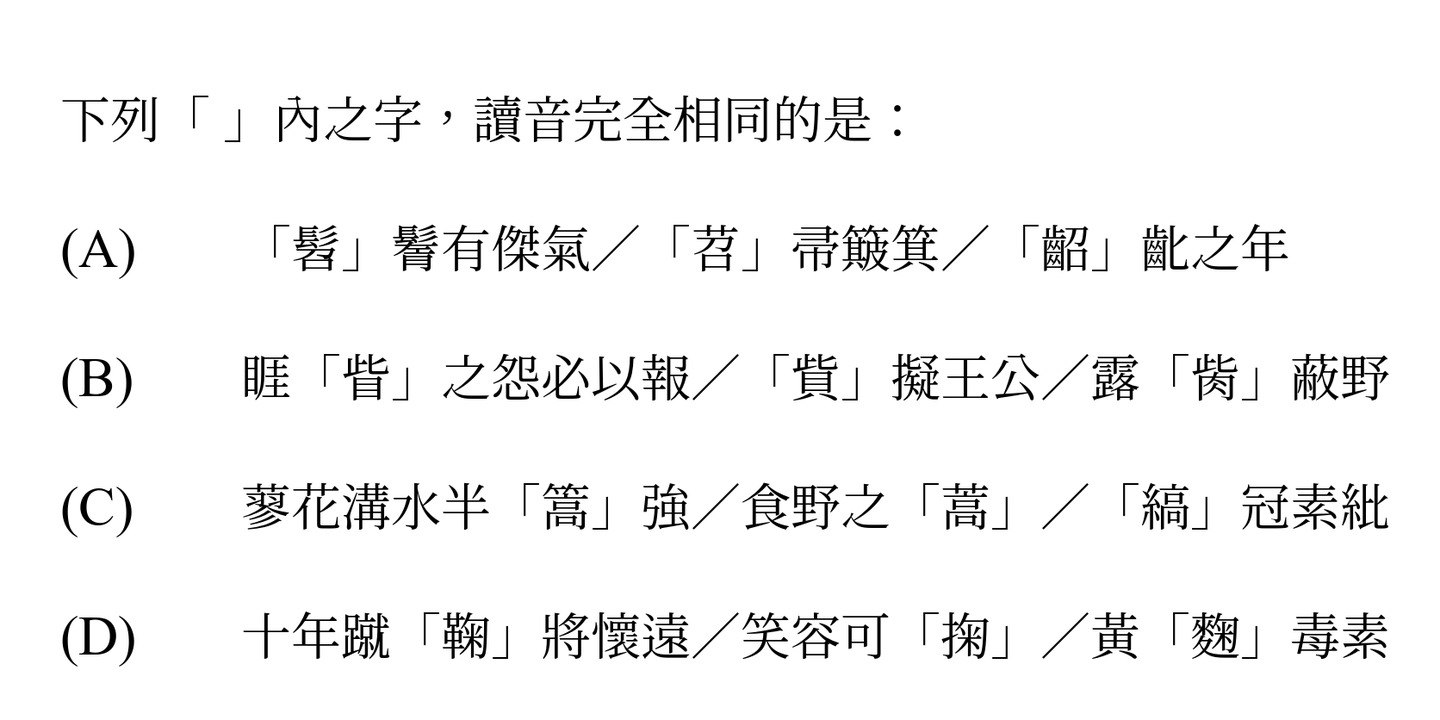 下列「 」內之字，讀音完全相同的是：
(A) 「髫」鬌有傑氣／「苕」帚簸箕／「齠」齔之年
(B) 睚「眥」之怨必以報／「貲」擬王公／露「胔」蔽野
(C) 蓼花溝水半「篙」強／食野之「蒿」／「縞」冠素紕
(D) 十年蹴「鞠」將懷遠／笑容可「掬」／黃「麴」毒素